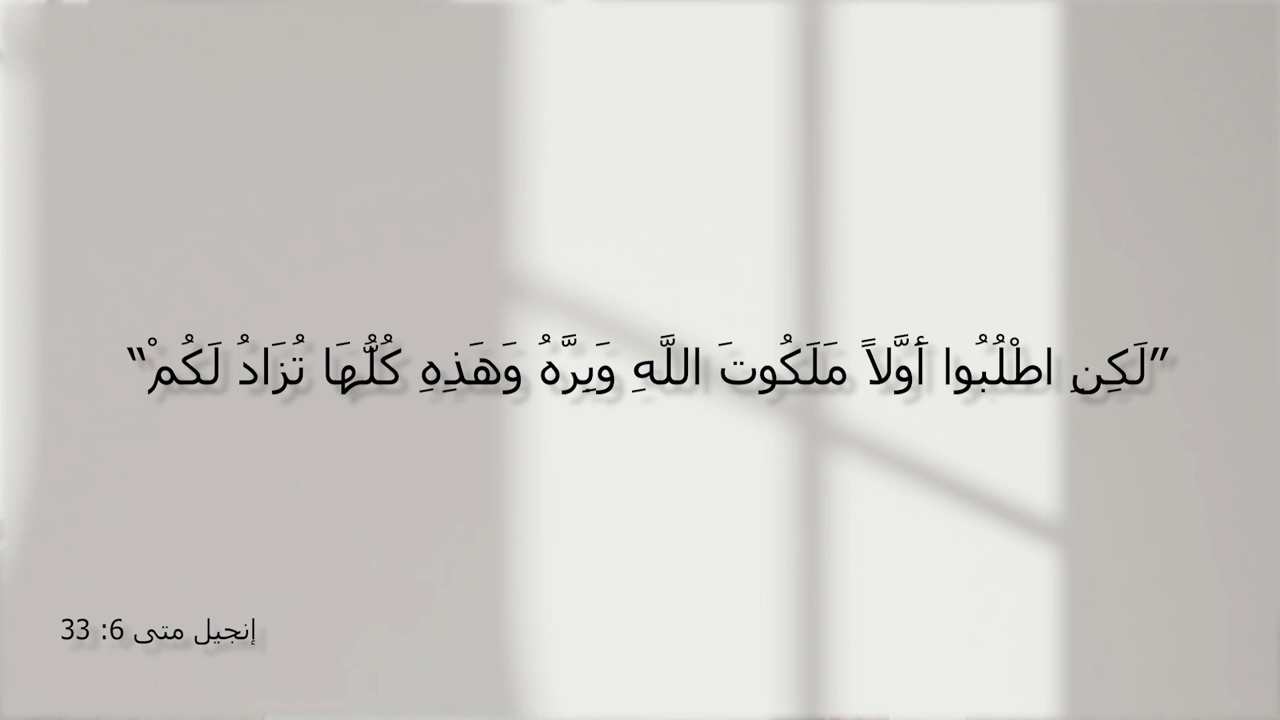 ”لَكِنِ اطْلُبُوا أَوَّلاً مَلَكُوتَ اللَّهِ وَبِرَّهُ وَهَذِهِ كُلُّهَا تُزَادُ لَكُمْ“
إنجيل متى 6: 33